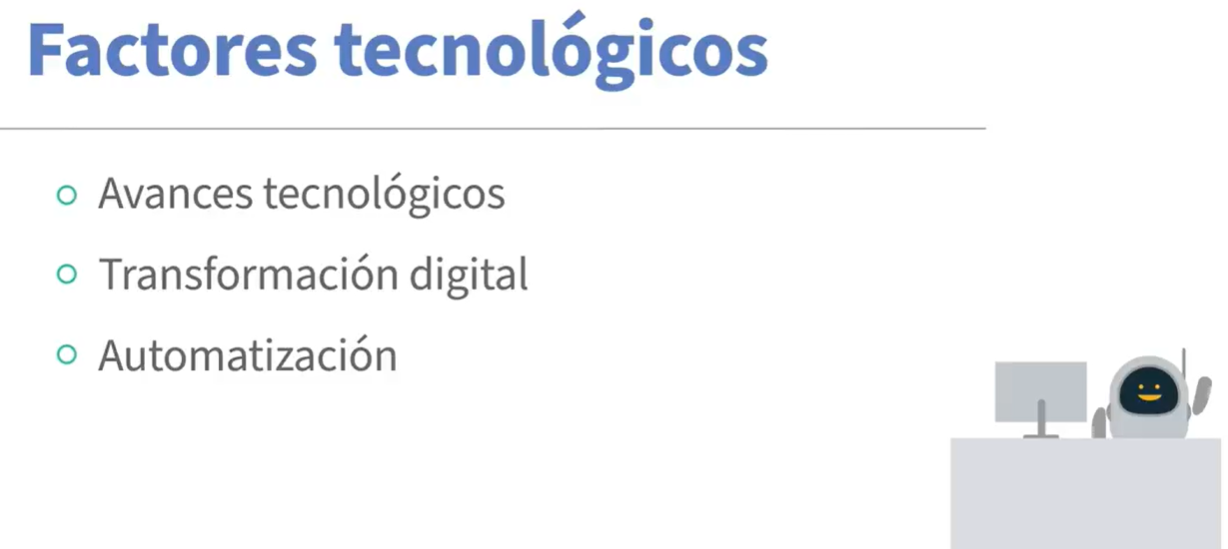 Factores tecnológicos
Avances tecnológicos
Transformación digital
Automatización